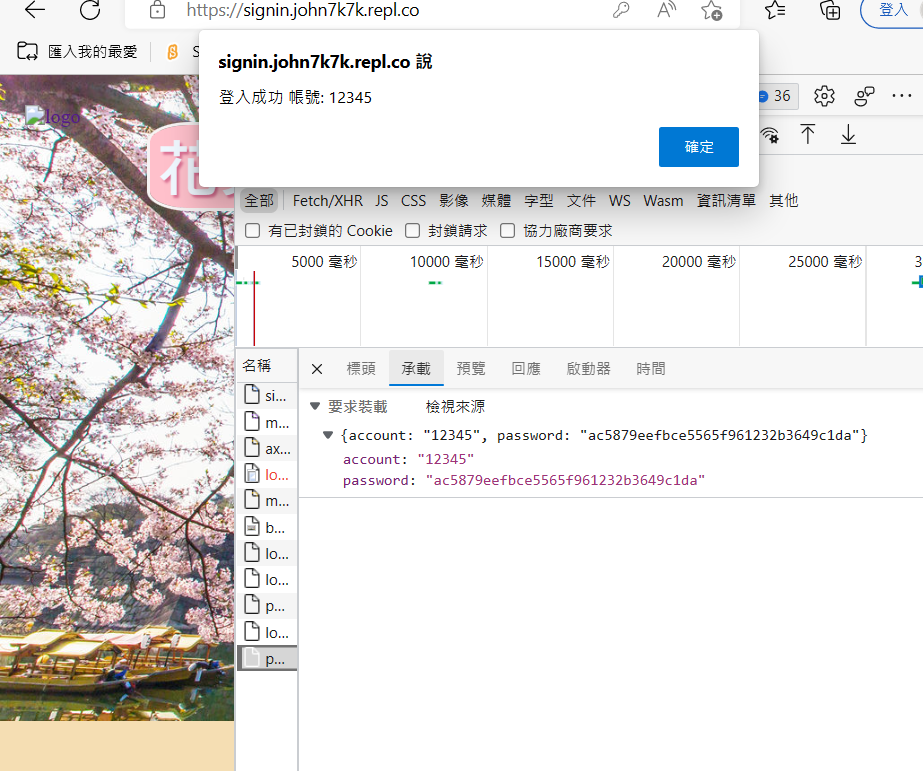 https://signin.john7k7k.repl.co
登入
匯入我的最愛
S
signin.john7k7k.repl.co 說
登入成功 帳號: 12345
確定
logo
花
36
全部 Fetch/XHR JS CSS 影像 媒體 字型 文件 WS Wasm 資訊清單 其他
有已封鎖的 Cookie 封鎖請求 協力廠商要求
5000 毫秒 10000 毫秒 15000 毫秒 20000 毫秒 25000 毫秒 3
名稱
標頭 承載 預覽 回應 啟動器 時間
si...
m...
ax...
lo...
m...
b...
lo...
lo...
p...
lo...
p...
要求裝載 檢視來源
{account: "12345", password: "ac5879eefbce5565f961232b3649c1da"}
account: "12345"
password: "ac5879eefbce5565f961232b3649c1da"